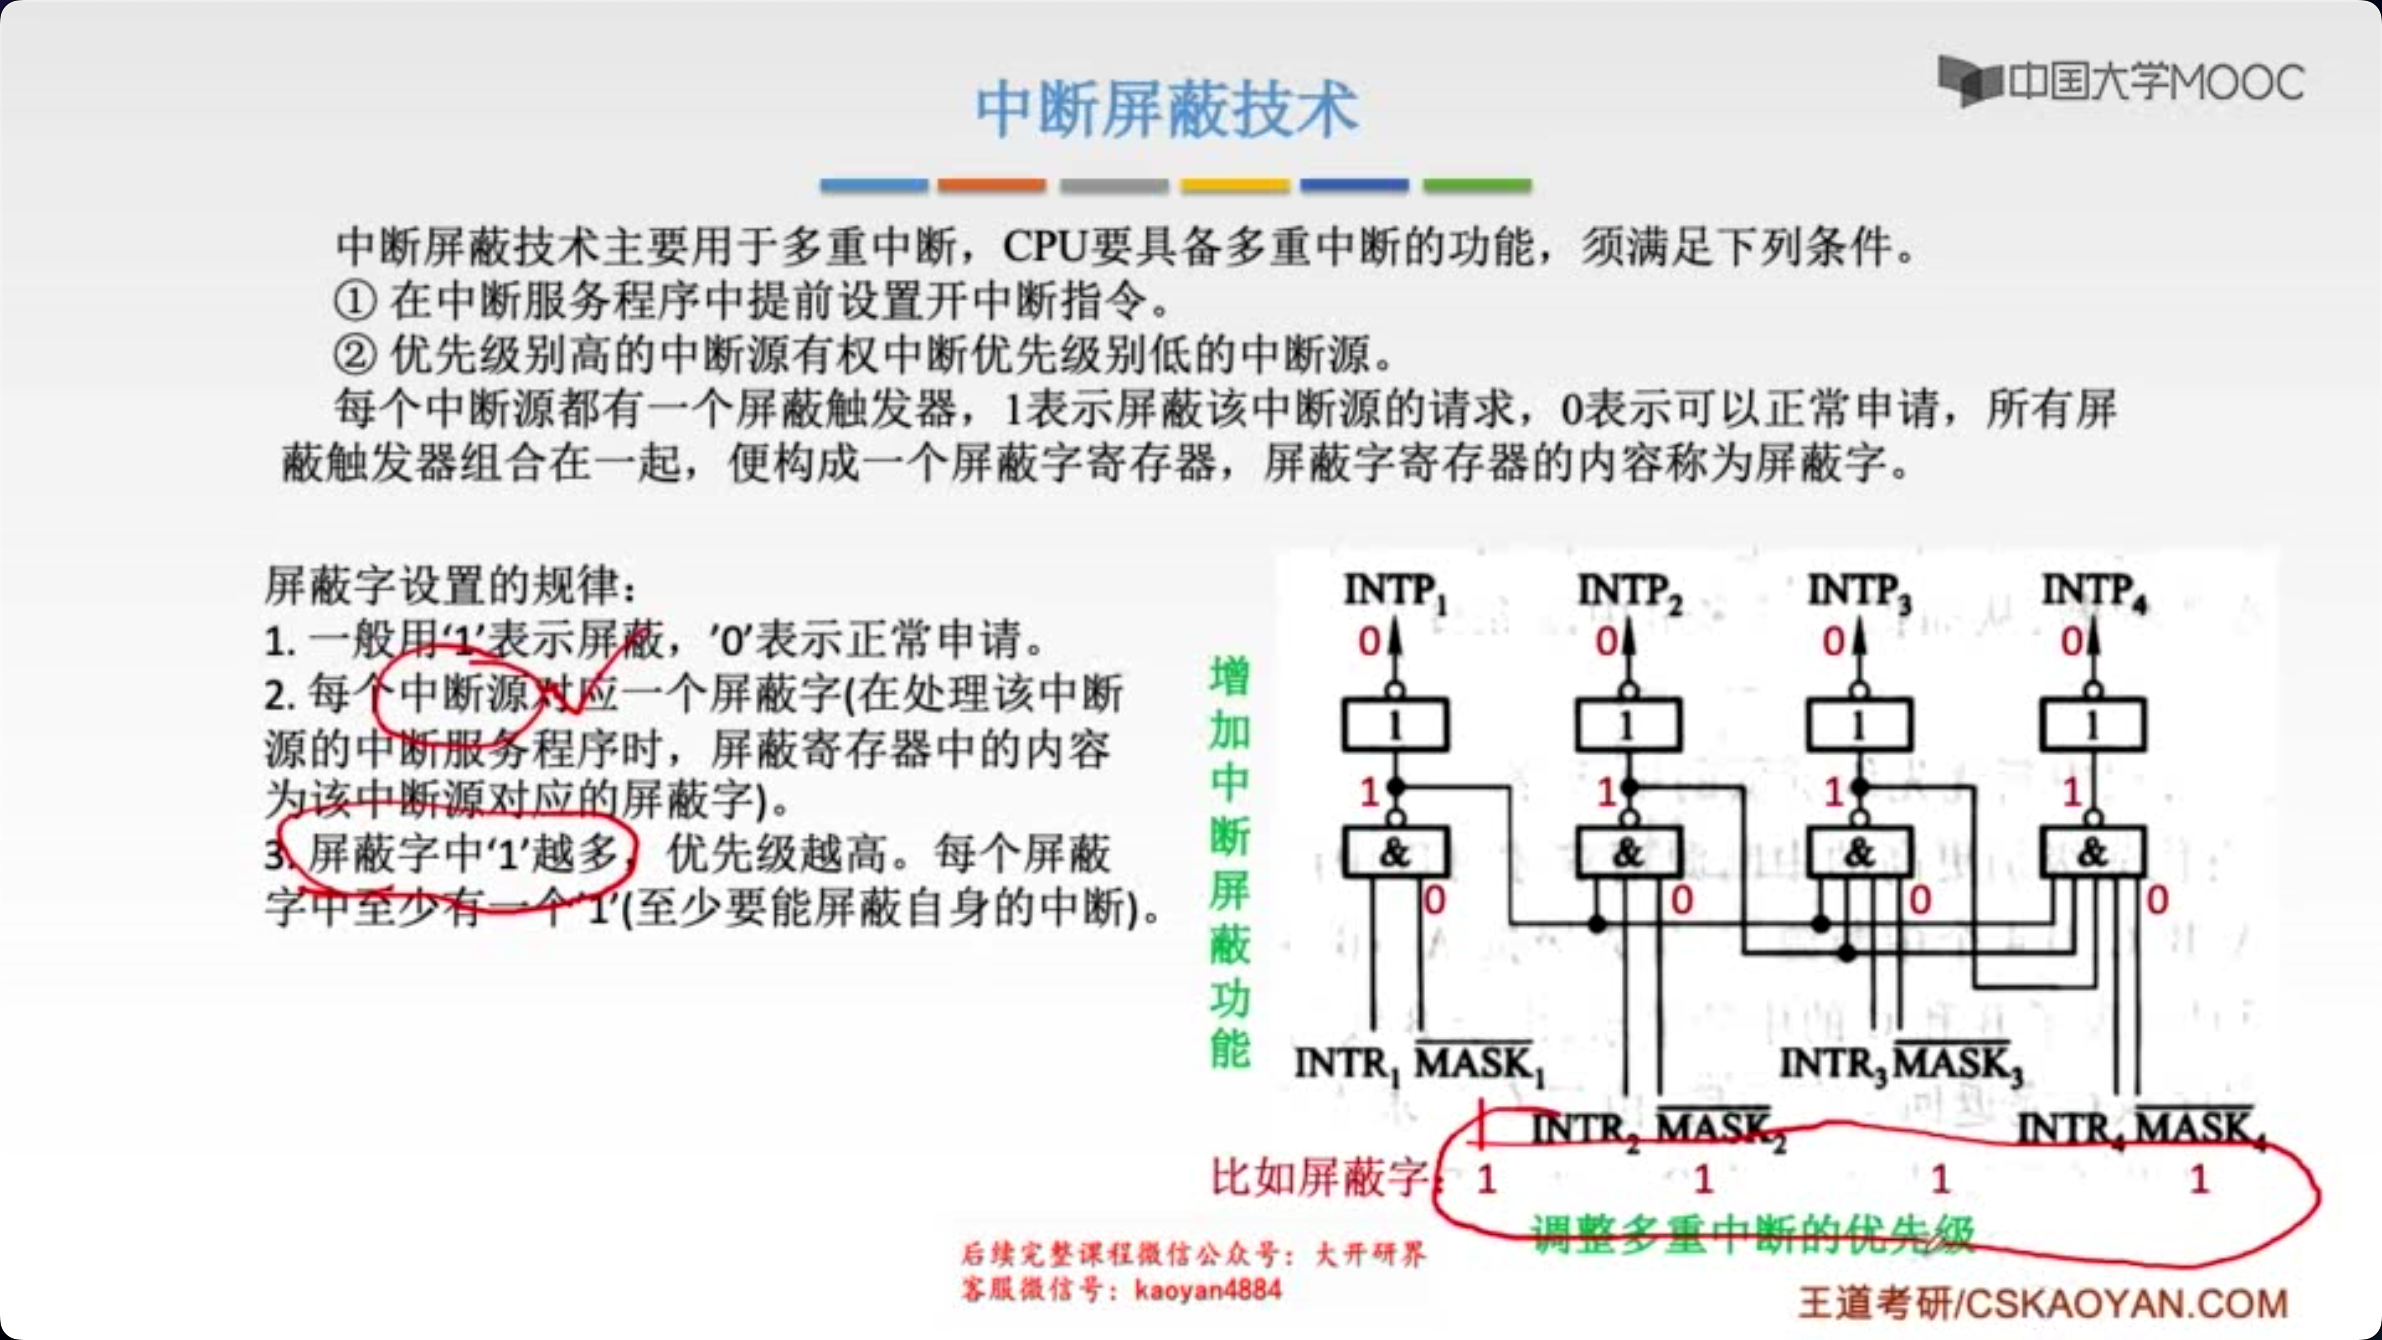 中国大学MOOC
中断屏蔽技术
中断屏蔽技术主要用于多重中断，CPU要具备多重中断的功能，须满足下列条件。
① 在中断服务程序中提前设置开中断指令。
② 优先级别高的中断源有权中断优先级别低的中断源。
每个中断源都有一个屏蔽触发器，1表示屏蔽该中断源的请求，0表示可以正常申请，所有屏
蔽触发器组合在一起，便构成一个屏蔽字寄存器，屏蔽字寄存器的内容称为屏蔽字。
屏蔽字设置的规律：
1. 一般用‘1’表示屏蔽，’0’表示正常申请。
2. 每个中断源对应一个屏蔽字(在处理该中断
源的中断服务程序时，屏蔽寄存器中的内容
为该中断源对应的屏蔽字)。
3. 屏蔽字中‘1’越多，优先级越高。每个屏蔽
字中至少有一个‘1’(至少要能屏蔽自身的中断)。
增加中断屏蔽功能
INTP₁ INTP₂ INTP₃ INTP₄
0 0 0 0
1 1 1 1
1 1 1 1
& & & &
0 0 0 0
INTR₁ M̅A̅S̅K̅₁ INTR₃ M̅A̅S̅K̅₃
INTR₂ M̅A̅S̅K̅₂ INTR₄ M̅A̅S̅K̅₄
比如屏蔽字：1 1 1 1
调整多重中断的优先级
后续完整课程微信公众号：大开研界
客服微信号：kaoyan4884
王道考研/CSKAOYAN.COM